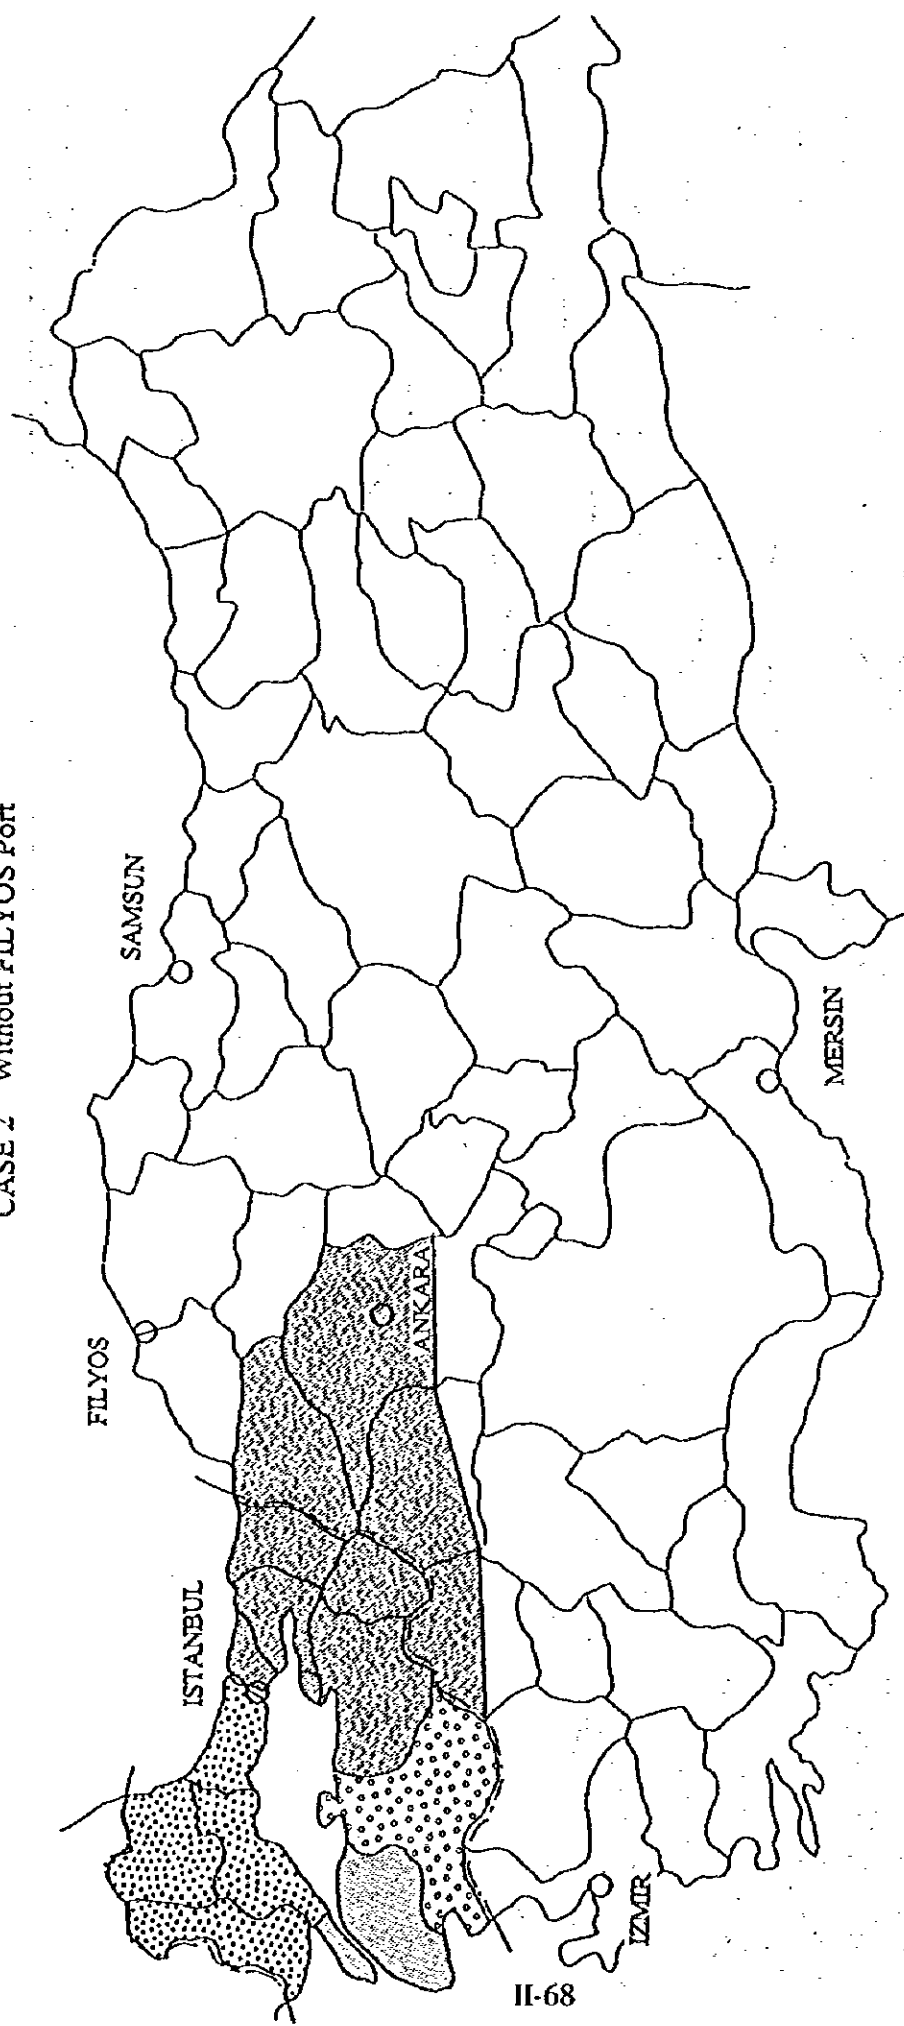 CASE 2 Without FILYOS Port
SAMSUN
FILYOS
ISTANBUL
ANKARA
MERSIN
IZMIR
II-68